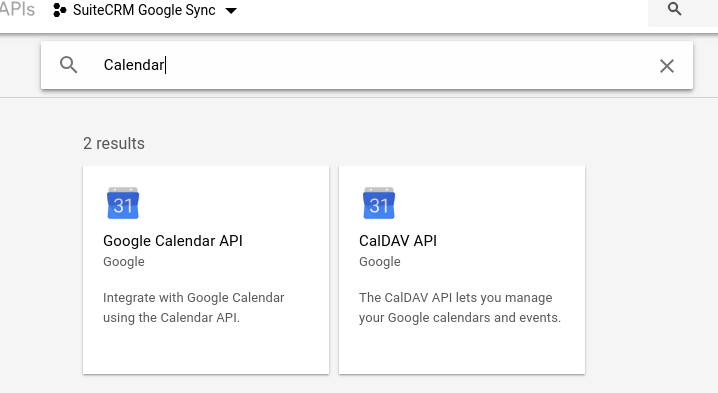 APIs SuiteCRM Google Sync
Calendar
2 results
31
Google Calendar API
Google
Integrate with Google Calendar
using the Calendar API.
31
CalDAV API
Google
The CalDAV API lets you manage
your Google calendars and events.